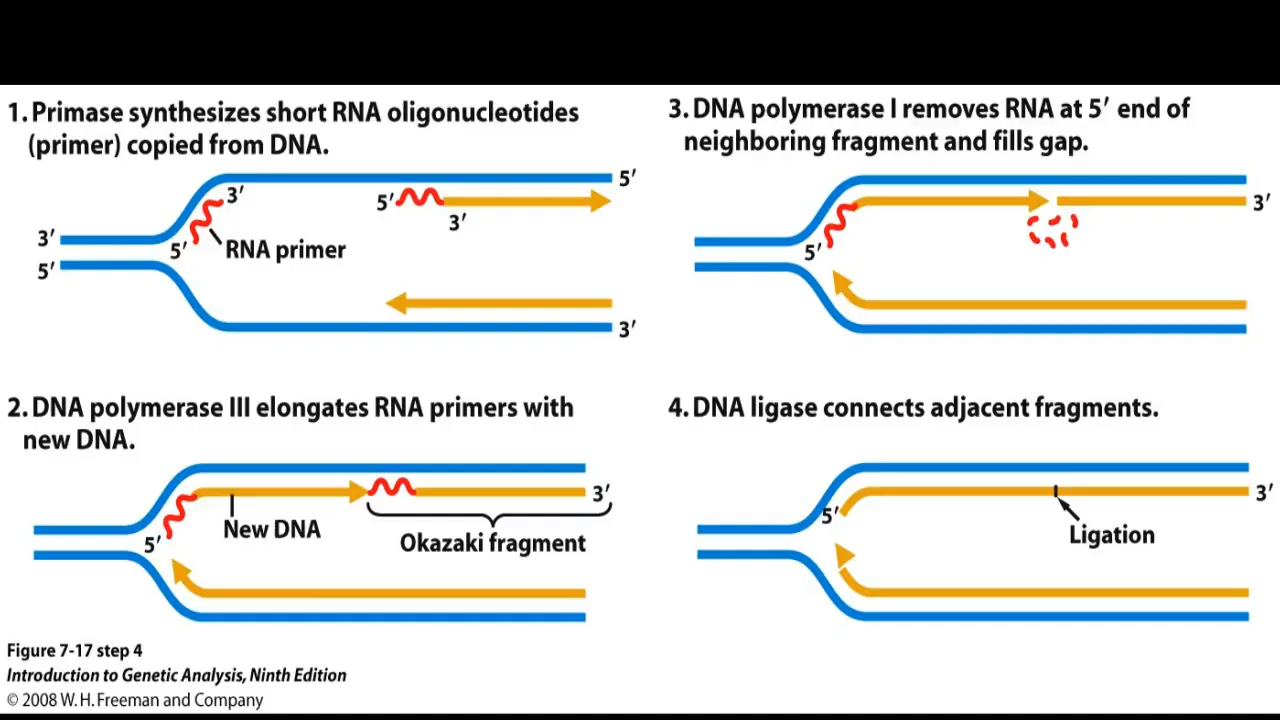 1. Primase synthesizes short RNA oligonucleotides
(primer) copied from DNA.
3′
5′
5′
3′
3′
5′
RNA primer
5′
3′
2. DNA polymerase III elongates RNA primers with
new DNA.
3′
5′
New DNA
Okazaki fragment
3. DNA polymerase I removes RNA at 5′ end of
neighboring fragment and fills gap.
3′
5′
4. DNA ligase connects adjacent fragments.
3′
5′
Ligation
Figure 7-17 step 4
Introduction to Genetic Analysis, Ninth Edition
© 2008 W. H. Freeman and Company